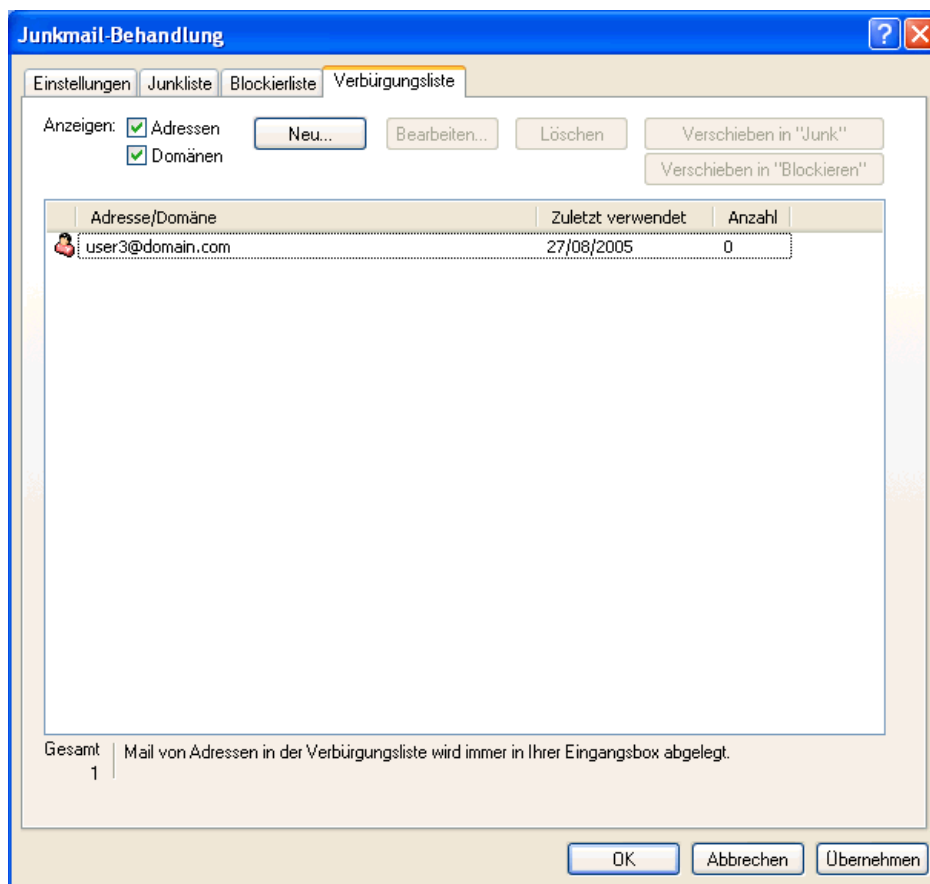 Junkmail-Behandlung
Einstellungen Junkliste Blockierliste Verbürgungsliste
Anzeigen: Adressen Neu... Bearbeiten... Löschen Verschieben in "Junk"
Domänen Verschieben in "Blockieren"
Adresse/Domäne Zuletzt verwendet Anzahl
user3@domain.com 27/08/2005 0
Gesamt Mail von Adressen in der Verbürgungsliste wird immer in Ihrer Eingangsbox abgelegt.
1
OK Abbrechen Übernehmen